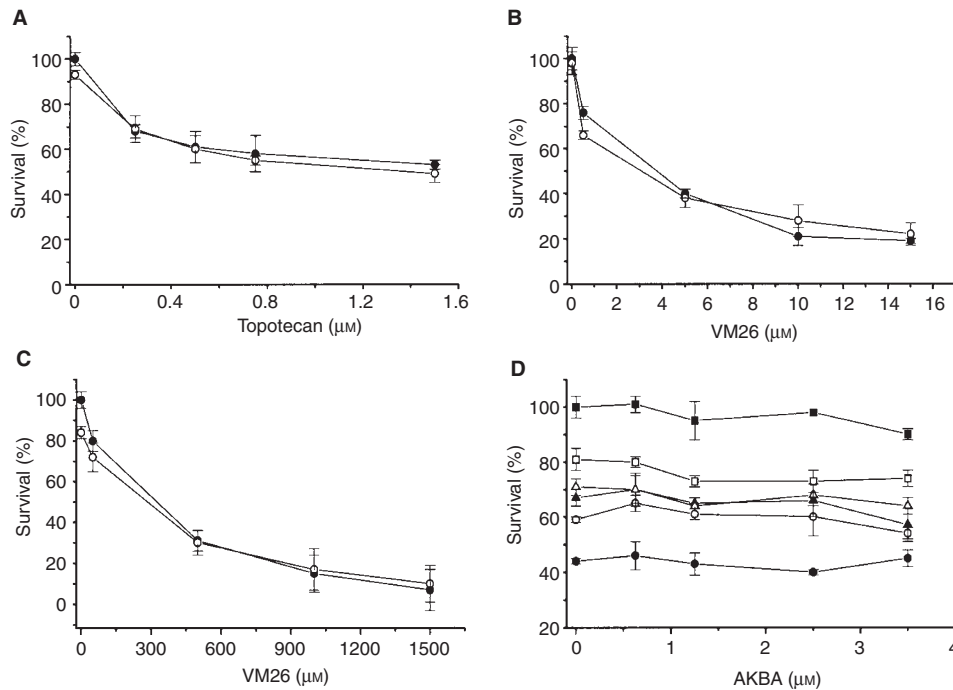 A
Survival (%)
100
80
60
40
20
0
0 0.4 0.8 1.2 1.6
Topotecan (μM)
B
Survival (%)
100
80
60
40
20
0
0 2 4 6 8 10 12 14 16
VM26 (μM)
C
Survival (%)
100
80
60
40
20
0
0 300 600 900 1200 1500
VM26 (μM)
D
Survival (%)
100
80
60
40
20
0 1 2 3 4
AKBA (μM)